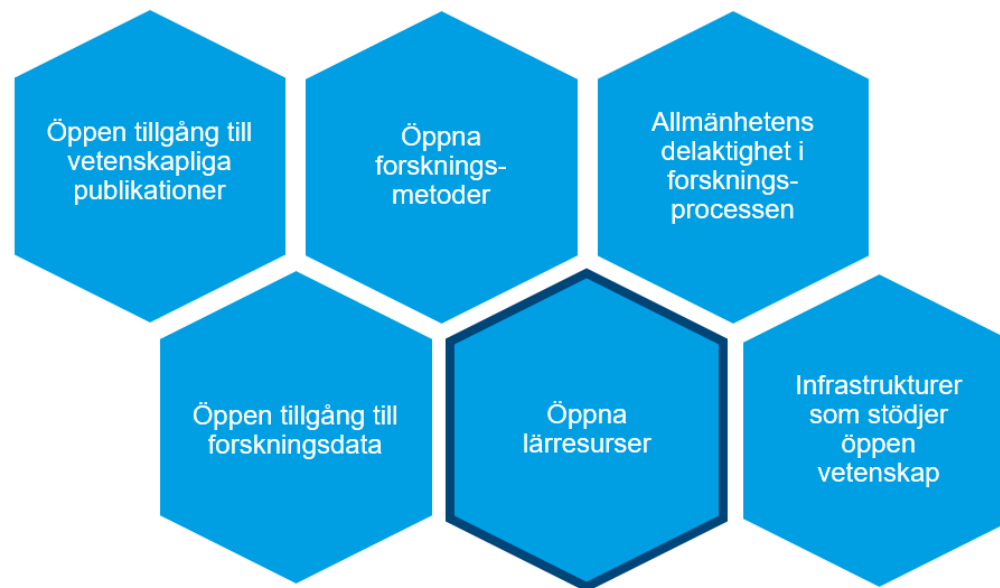 Öppen tillgång till
vetenskapliga
publikationer
Öppna
forsknings-
metoder
Allmänhetens
delaktighet i
forsknings-
processen
Öppen tillgång till
forskningsdata
Öppna
lärresurser
Infrastrukturer
som stödjer
öppen
vetenskap